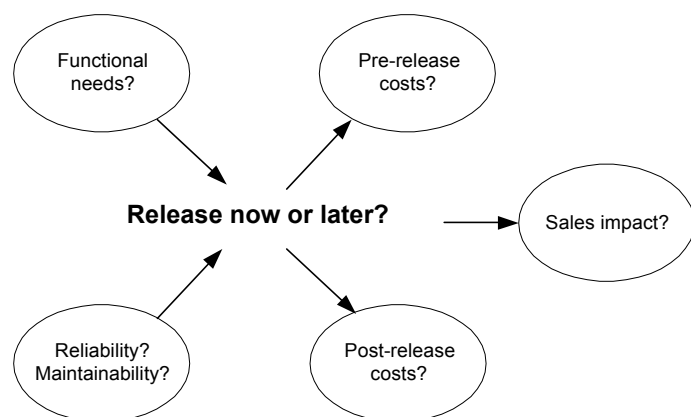 Functional
needs?
Pre-release
costs?
Release now or later?
Sales impact?
Reliability?
Maintainability?
Post-release
costs?